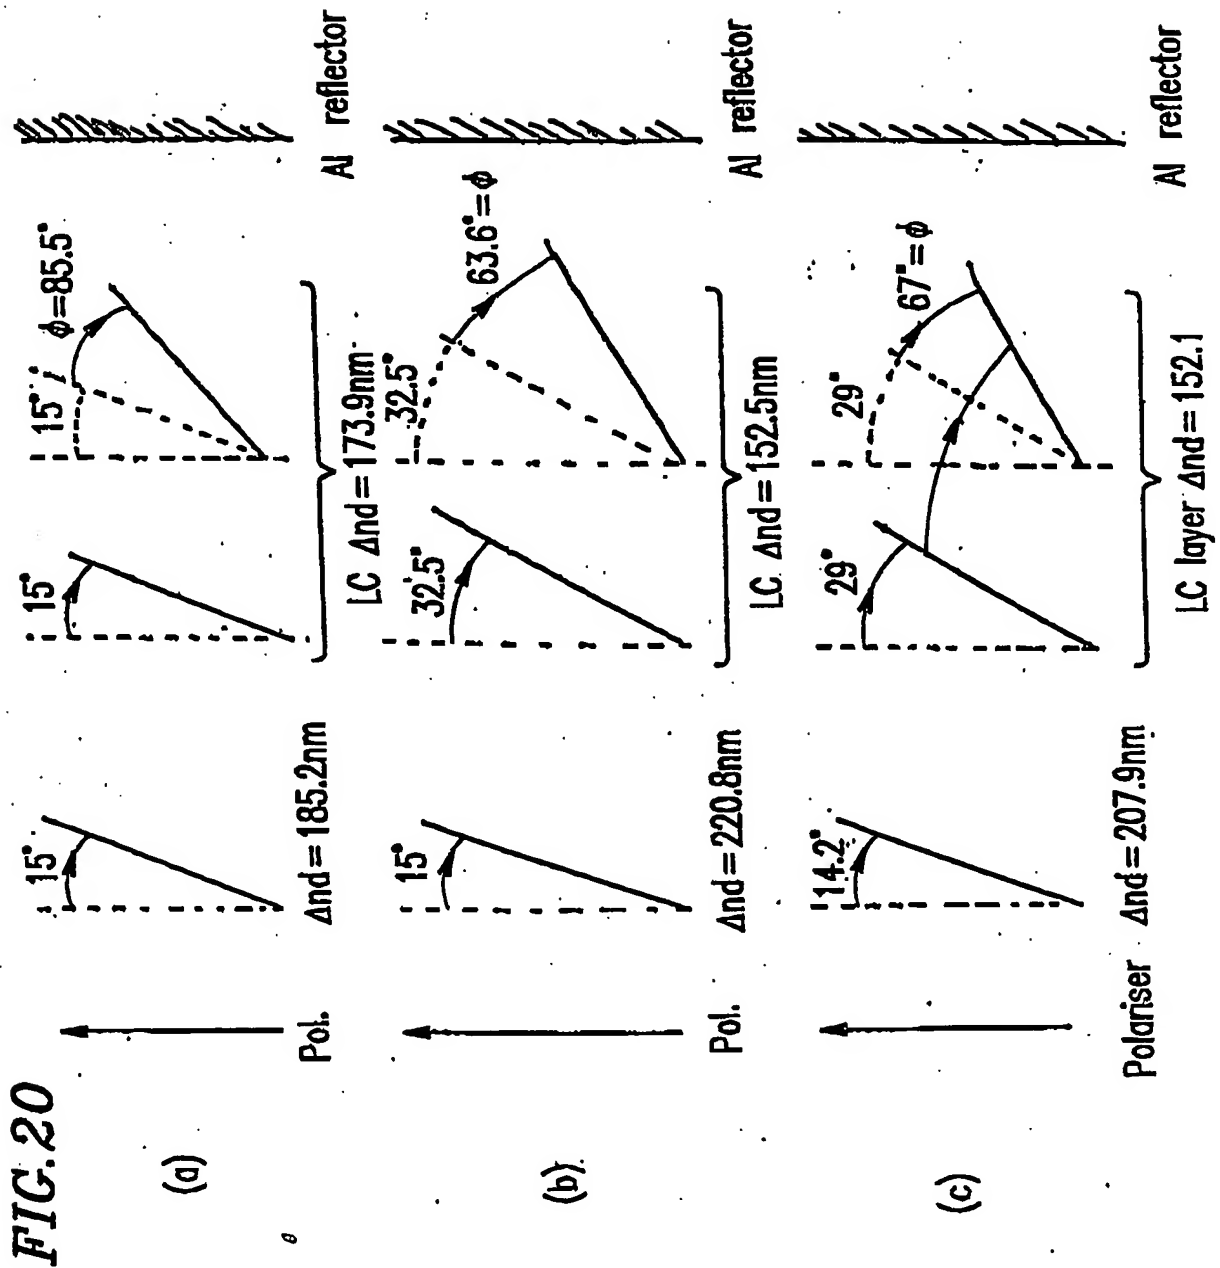 FIG.20
(a)
15°
15°
15°
ϕ=85.5°
Pol.
Δnd=185.2nm
LC Δnd=173.9nm
Al reflector
(b)
15°
32.5°
32.5°
63.6°=ϕ
Pol.
Δnd=220.8nm
LC Δnd=152.5nm
Al reflector
(c)
14.2°
29°
29°
67°=ϕ
Polariser
Δnd=207.9nm
LC layer Δnd=152.1
Al reflector